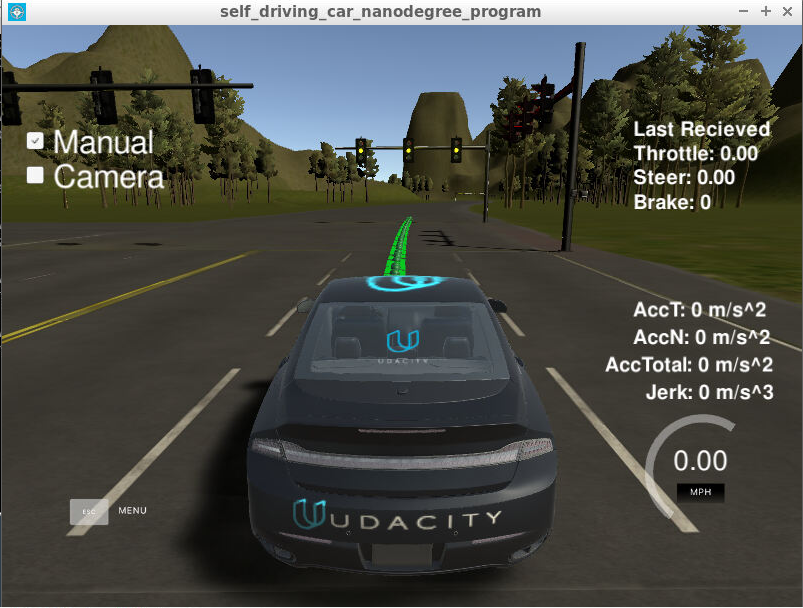 self_driving_car_nanodegree_program
Manual
Camera
Last Recieved
Throttle: 0.00
Steer: 0.00
Brake: 0
AccT: 0 m/s^2
AccN: 0 m/s^2
AccTotal: 0 m/s^2
Jerk: 0 m/s^3
UDACITY
0.00
MPH
ESC
MENU
UDACITY